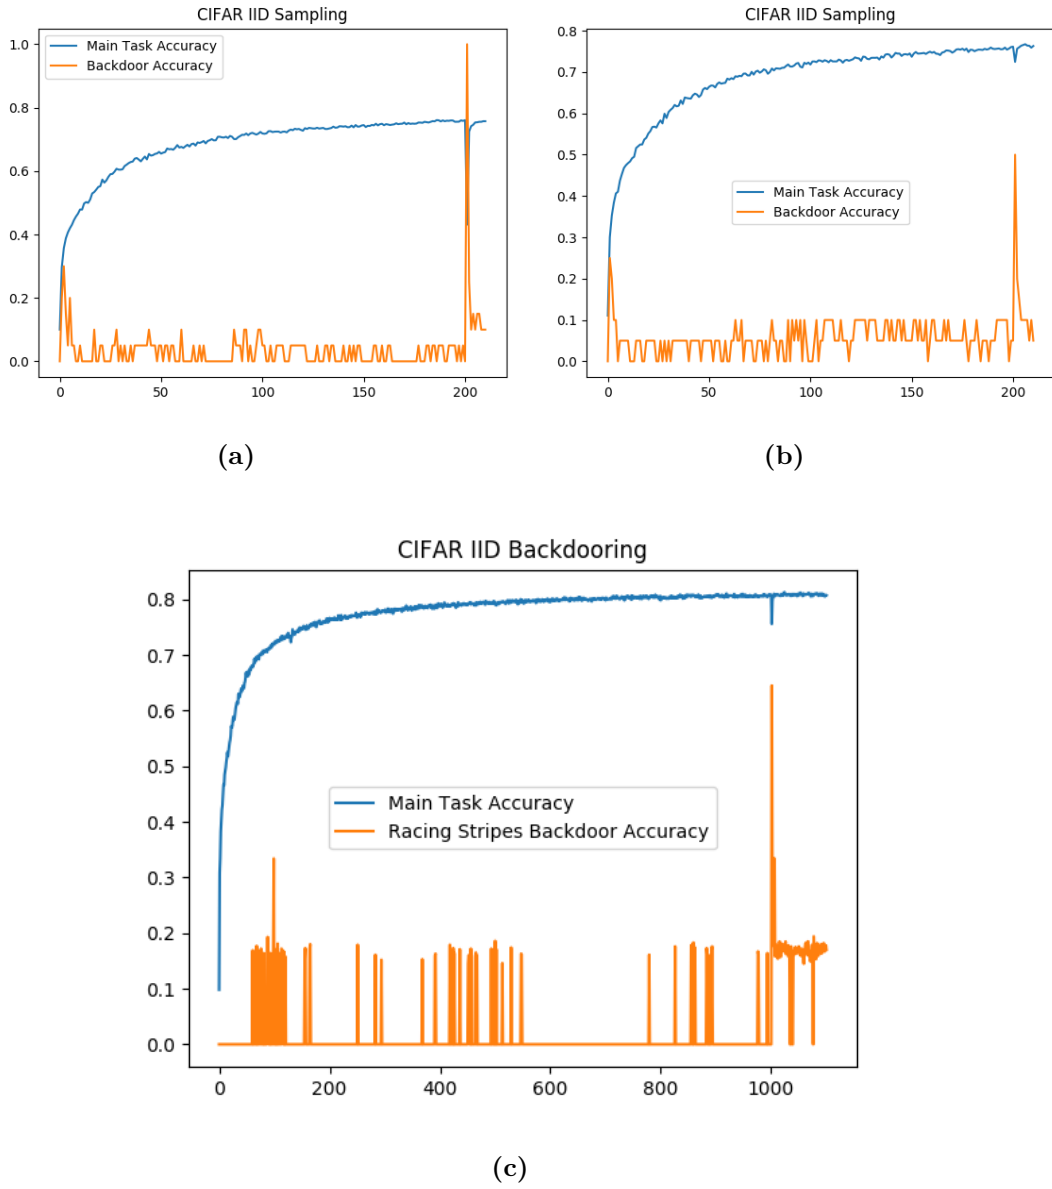 CIFAR IID Sampling
Main Task Accuracy
Backdoor Accuracy
1.0
0.8
0.6
0.4
0.2
0.0
0 50 100 150 200
(a)
CIFAR IID Sampling
0.8
0.7
0.6
0.5
0.4
0.3
0.2
0.1
0.0
Main Task Accuracy
Backdoor Accuracy
0 50 100 150 200
(b)
CIFAR IID Backdooring
0.8
0.7
0.6
0.5
0.4
0.3
0.2
0.1
0.0
Main Task Accuracy
Racing Stripes Backdoor Accuracy
0 200 400 600 800 1000
(c)